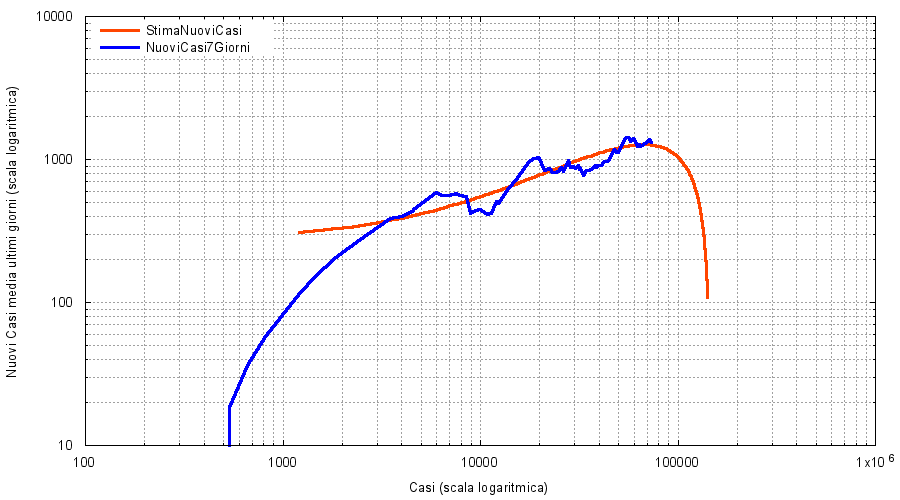 10000
StimaNuoviCasi
NuoviCasi7Giorni
1000
100
10
Nuovi Casi media ultimi giorni (scala logaritmica)
100 1000 10000 100000 1x10 6
Casi (scala logaritmica)